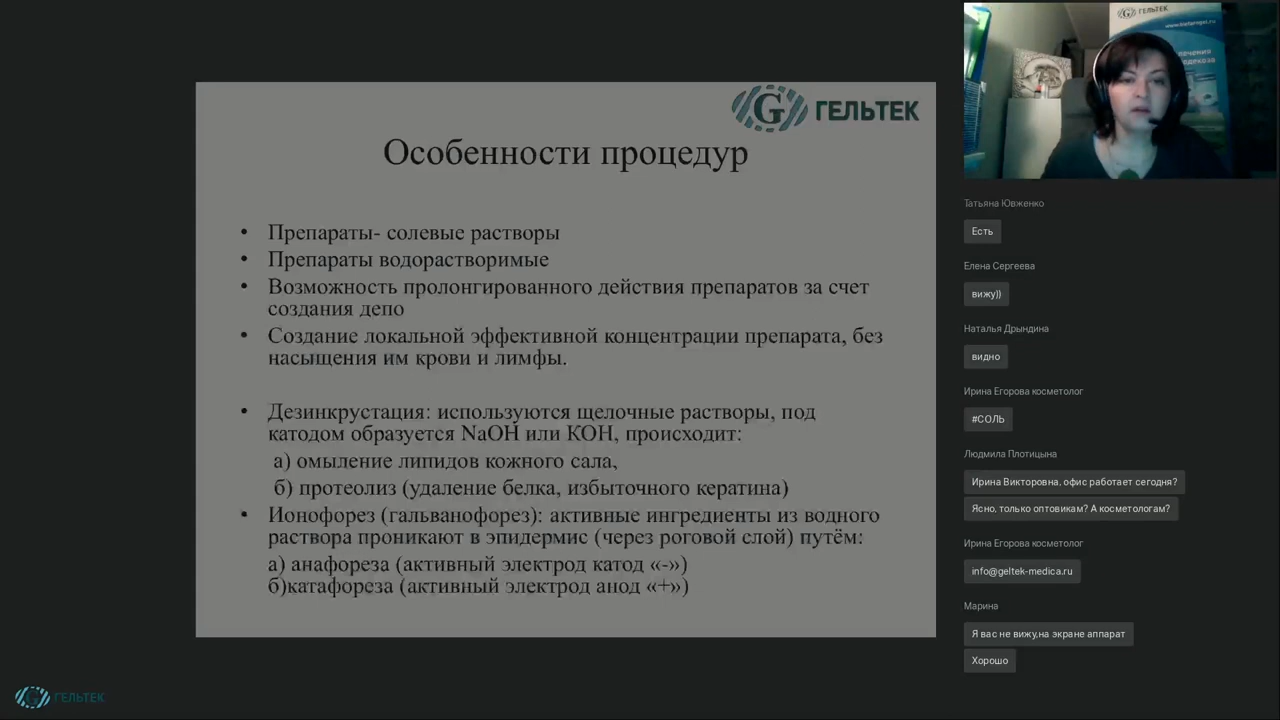 ГЕЛЬТЕК
Особенности процедур
• Препараты- солевые растворы
• Препараты водорастворимые
• Возможность пролонгированного действия препаратов за счет
создания депо
• Создание локальной эффективной концентрации препарата, без
насыщения им крови и лимфы.
• Дезинкрустация: используются щелочные растворы, под
катодом образуется NaOH или KOH, происходит:
а) омыление липидов кожного сала,
б) протеолиз (удаление белка, избыточного кератина)
• Ионофорез (гальванофорез): активные ингредиенты из водного
раствора проникают в эпидермис (через роговой слой) путём:
а) анафореза (активный электрод катод «-»)
б)катафореза (активный электрод анод «+»)
ГЕЛЬТЕК
ГЕЛЬТЕК
Татьяна Ювженко
Есть
Елена Сергеева
вижу))
Наталья Дрындина
видно
Ирина Егорова косметолог
#СОЛЬ
Людмила Плотицына
Ирина Викторовна, офис работает сегодня?
Ясно, только оптовикам? А косметологам?
Ирина Егорова косметолог
info@geltek-medica.ru
Марина
Я вас не вижу,на экране аппарат
Хорошо